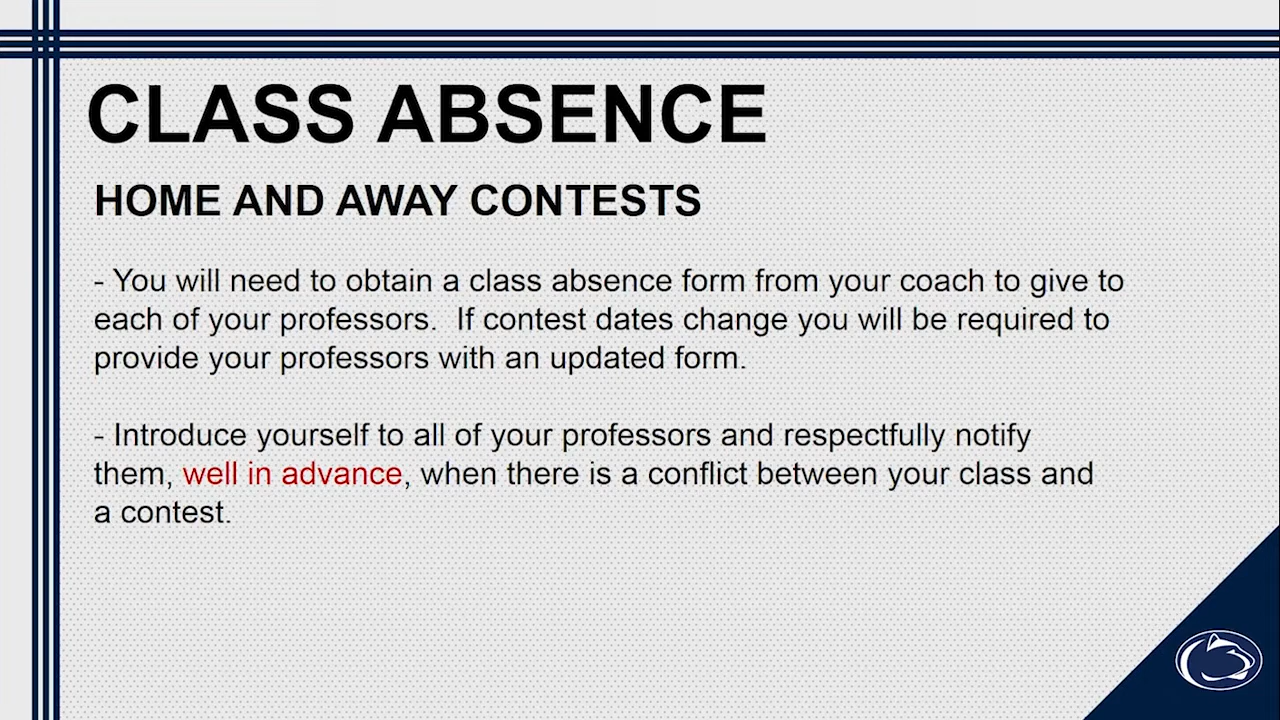 CLASS ABSENCE
HOME AND AWAY CONTESTS
- You will need to obtain a class absence form from your coach to give to
each of your professors.  If contest dates change you will be required to
provide your professors with an updated form.
- Introduce yourself to all of your professors and respectfully notify
them, well in advance, when there is a conflict between your class and
a contest.